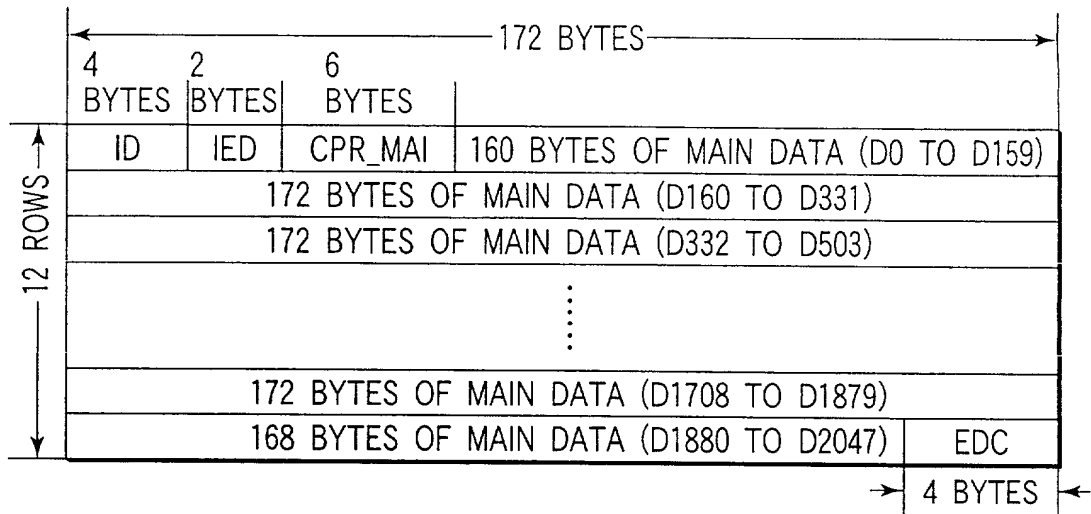 172 BYTES
4 2 6
BYTES BYTES BYTES
ID IED CPR_MAI 160 BYTES OF MAIN DATA (D0 TO D159)
172 BYTES OF MAIN DATA (D160 TO D331)
172 BYTES OF MAIN DATA (D332 TO D503)
12 ROWS
172 BYTES OF MAIN DATA (D1708 TO D1879)
168 BYTES OF MAIN DATA (D1880 TO D2047) EDC
4 BYTES